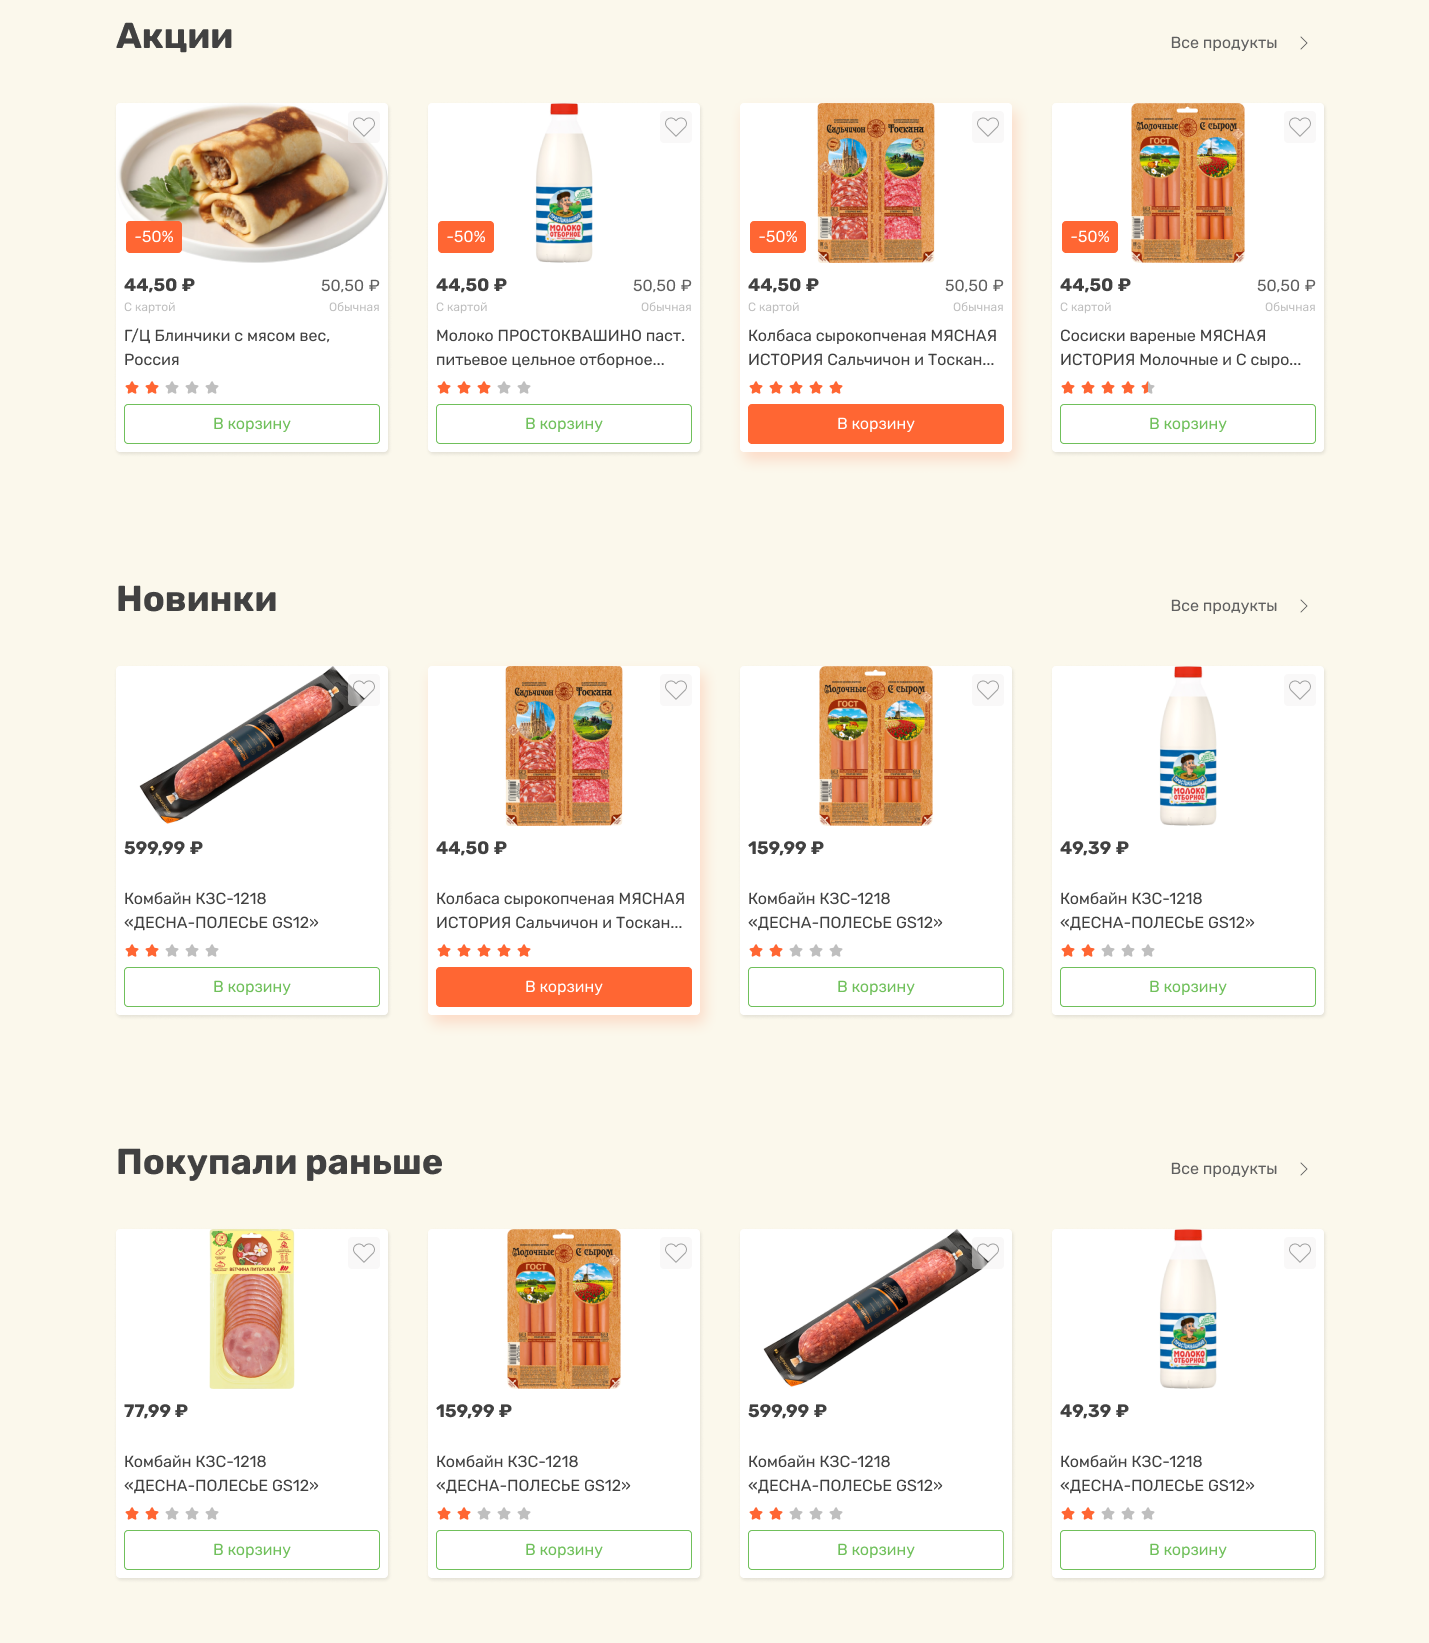 Акции
Все продукты
Сальчичон Тоскана
Молочные С сыром
ГОСТ
МОЛОКО
ОТБОРНОЕ
-50%
-50%
-50%
-50%
44,50 ₽ 50,50 ₽
С картой Обычная
44,50 ₽ 50,50 ₽
С картой Обычная
44,50 ₽ 50,50 ₽
С картой Обычная
44,50 ₽ 50,50 ₽
С картой Обычная
Г/Ц Блинчики с мясом вес,
Россия
Молоко ПРОСТОКВАШИНО паст.
питьевое цельное отборное...
Колбаса сырокопченая МЯСНАЯ
ИСТОРИЯ Сальчичон и Тоскан...
Сосиски вареные МЯСНАЯ
ИСТОРИЯ Молочные и С сыро...
В корзину
В корзину
В корзину
В корзину
Новинки
Все продукты
Сальчичон Тоскана
Молочные С сыром
ГОСТ
МОЛОКО
ОТБОРНОЕ
599,99 ₽
44,50 ₽
159,99 ₽
49,39 ₽
Комбайн КЗС-1218
«ДЕСНА-ПОЛЕСЬЕ GS12»
Колбаса сырокопченая МЯСНАЯ
ИСТОРИЯ Сальчичон и Тоскан...
Комбайн КЗС-1218
«ДЕСНА-ПОЛЕСЬЕ GS12»
Комбайн КЗС-1218
«ДЕСНА-ПОЛЕСЬЕ GS12»
В корзину
В корзину
В корзину
В корзину
Покупали раньше
Все продукты
ВЕТЧИНА ПИТЕРСКАЯ
Молочные С сыром
ГОСТ
МОЛОКО
ОТБОРНОЕ
77,99 ₽
159,99 ₽
599,99 ₽
49,39 ₽
Комбайн КЗС-1218
«ДЕСНА-ПОЛЕСЬЕ GS12»
Комбайн КЗС-1218
«ДЕСНА-ПОЛЕСЬЕ GS12»
Комбайн КЗС-1218
«ДЕСНА-ПОЛЕСЬЕ GS12»
Комбайн КЗС-1218
«ДЕСНА-ПОЛЕСЬЕ GS12»
В корзину
В корзину
В корзину
В корзину